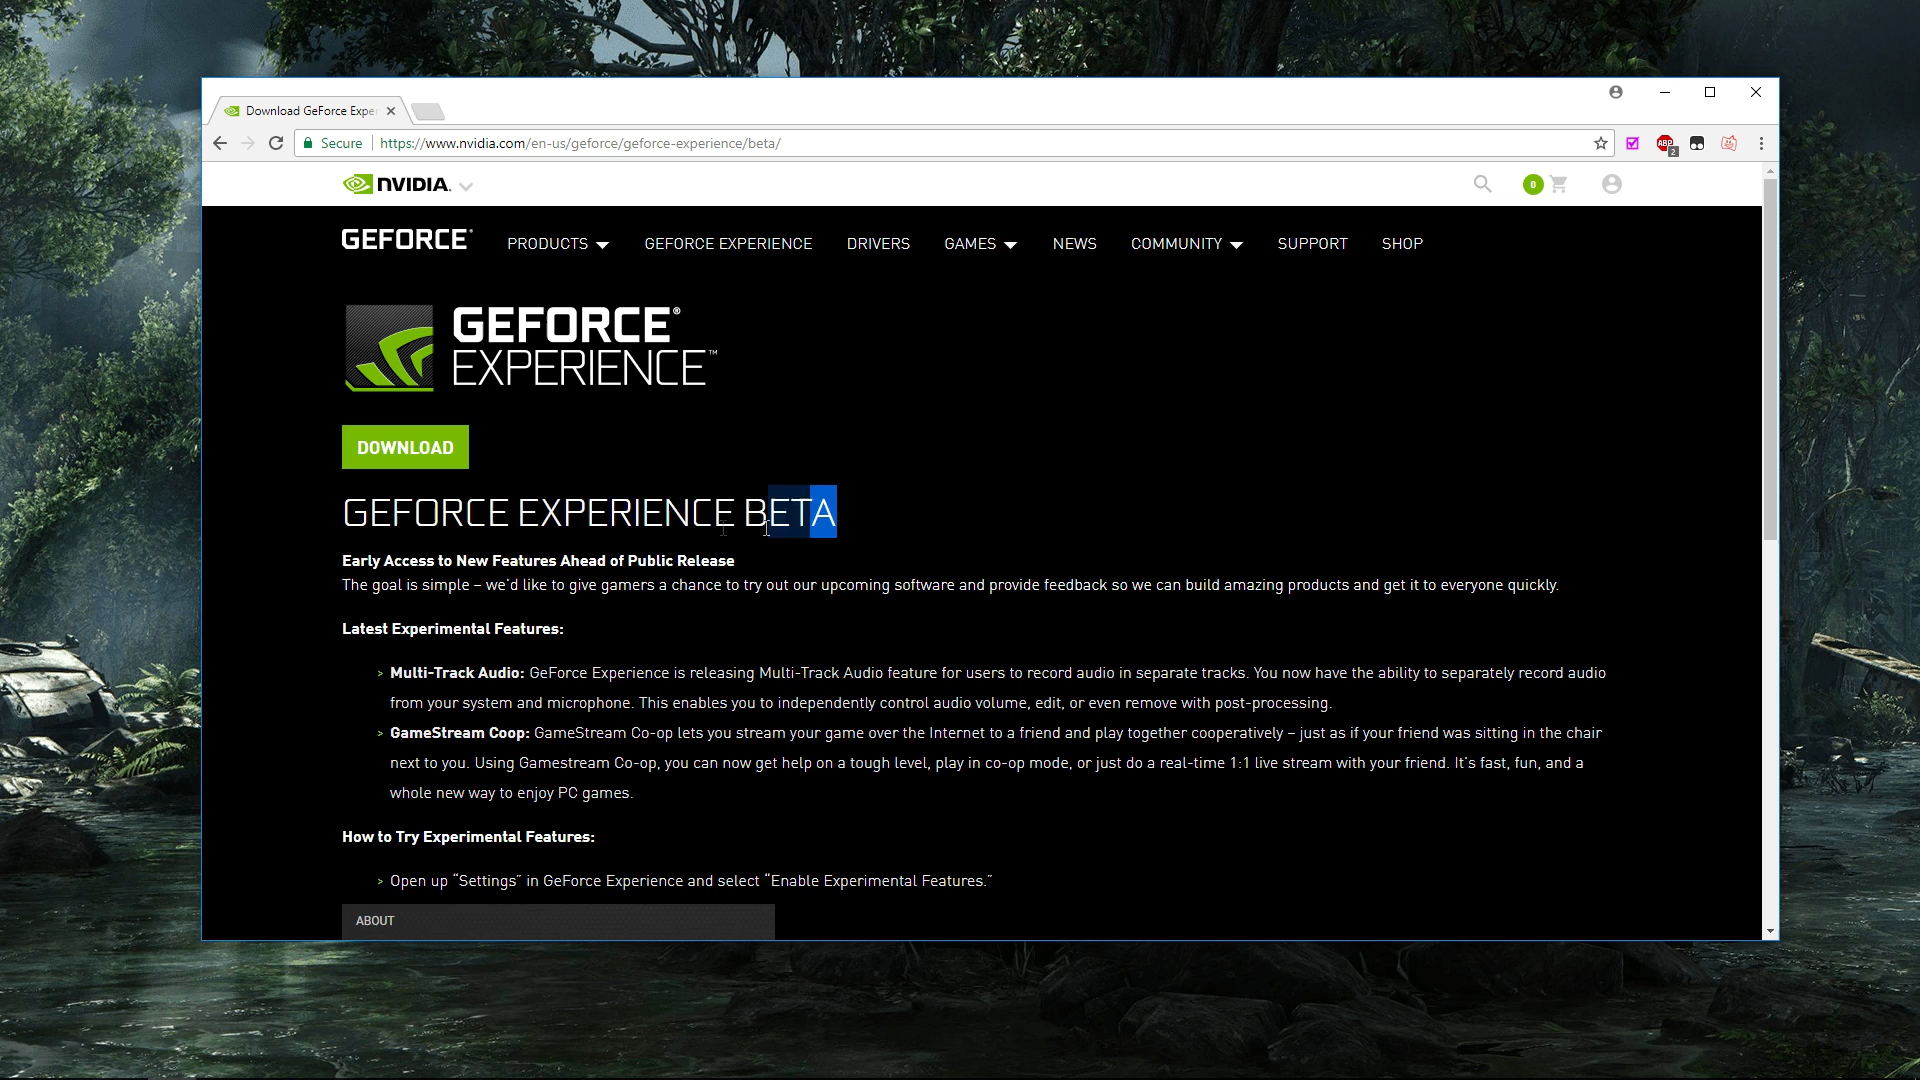 Download GeForce Expe
Secure
https://www.nvidia.com/en-us/geforce/geforce-experience/beta/
ABP
2
NVIDIA.
0
GEFORCE®
PRODUCTS
GEFORCE EXPERIENCE
DRIVERS
GAMES
NEWS
COMMUNITY
SUPPORT
SHOP
GEFORCE®
EXPERIENCE™
DOWNLOAD
GEFORCE EXPERIENCE BETA
Early Access to New Features Ahead of Public Release
The goal is simple – we'd like to give gamers a chance to try out our upcoming software and provide feedback so we can build amazing products and get it to everyone quickly.
Latest Experimental Features:
> Multi-Track Audio: GeForce Experience is releasing Multi-Track Audio feature for users to record audio in separate tracks. You now have the ability to separately record audio
from your system and microphone. This enables you to independently control audio volume, edit, or even remove with post-processing.
> GameStream Coop: GameStream Co-op lets you stream your game over the Internet to a friend and play together cooperatively – just as if your friend was sitting in the chair
next to you. Using Gamestream Co-op, you can now get help on a tough level, play in co-op mode, or just do a real-time 1:1 live stream with your friend. It's fast, fun, and a
whole new way to enjoy PC games.
How to Try Experimental Features:
> Open up “Settings” in GeForce Experience and select “Enable Experimental Features.”
ABOUT